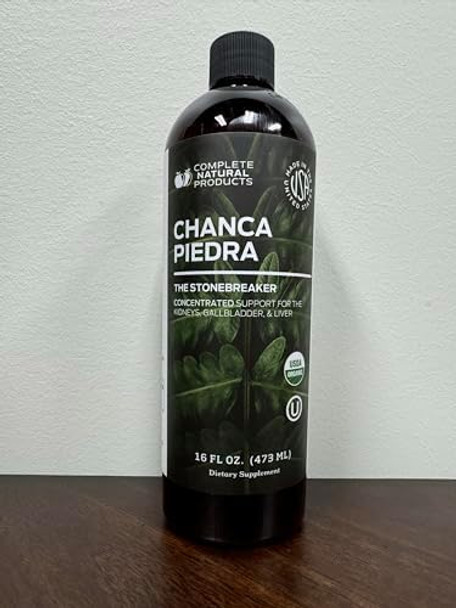 COMPLETE
NATURAL
PRODUCTS
MADE IN THE
USA
UNITED STATES
CHANCA
PIEDRA
THE STONEBREAKER
CONCENTRATED SUPPORT FOR THE
KIDNEYS, GALLBLADDER, & LIVER
USDA
ORGANIC
U
16 FL OZ. (473 ML)
Dietary Supplement